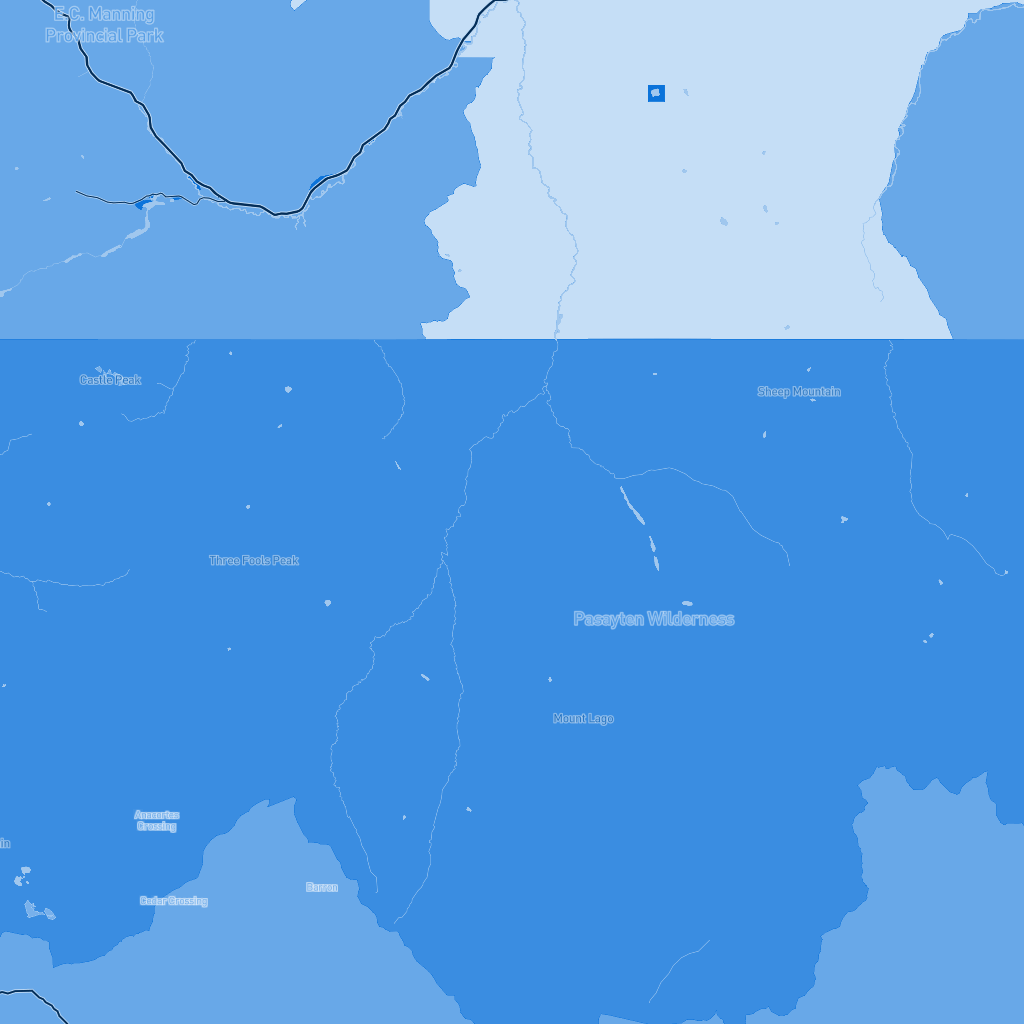 E.C. Manning
Provincial Park
Castle Peak
Sheep Mountain
Three Fools Peak
Pasayten Wilderness
Mount Lago
Anacortes
Crossing
in
Barron
Cedar Crossing